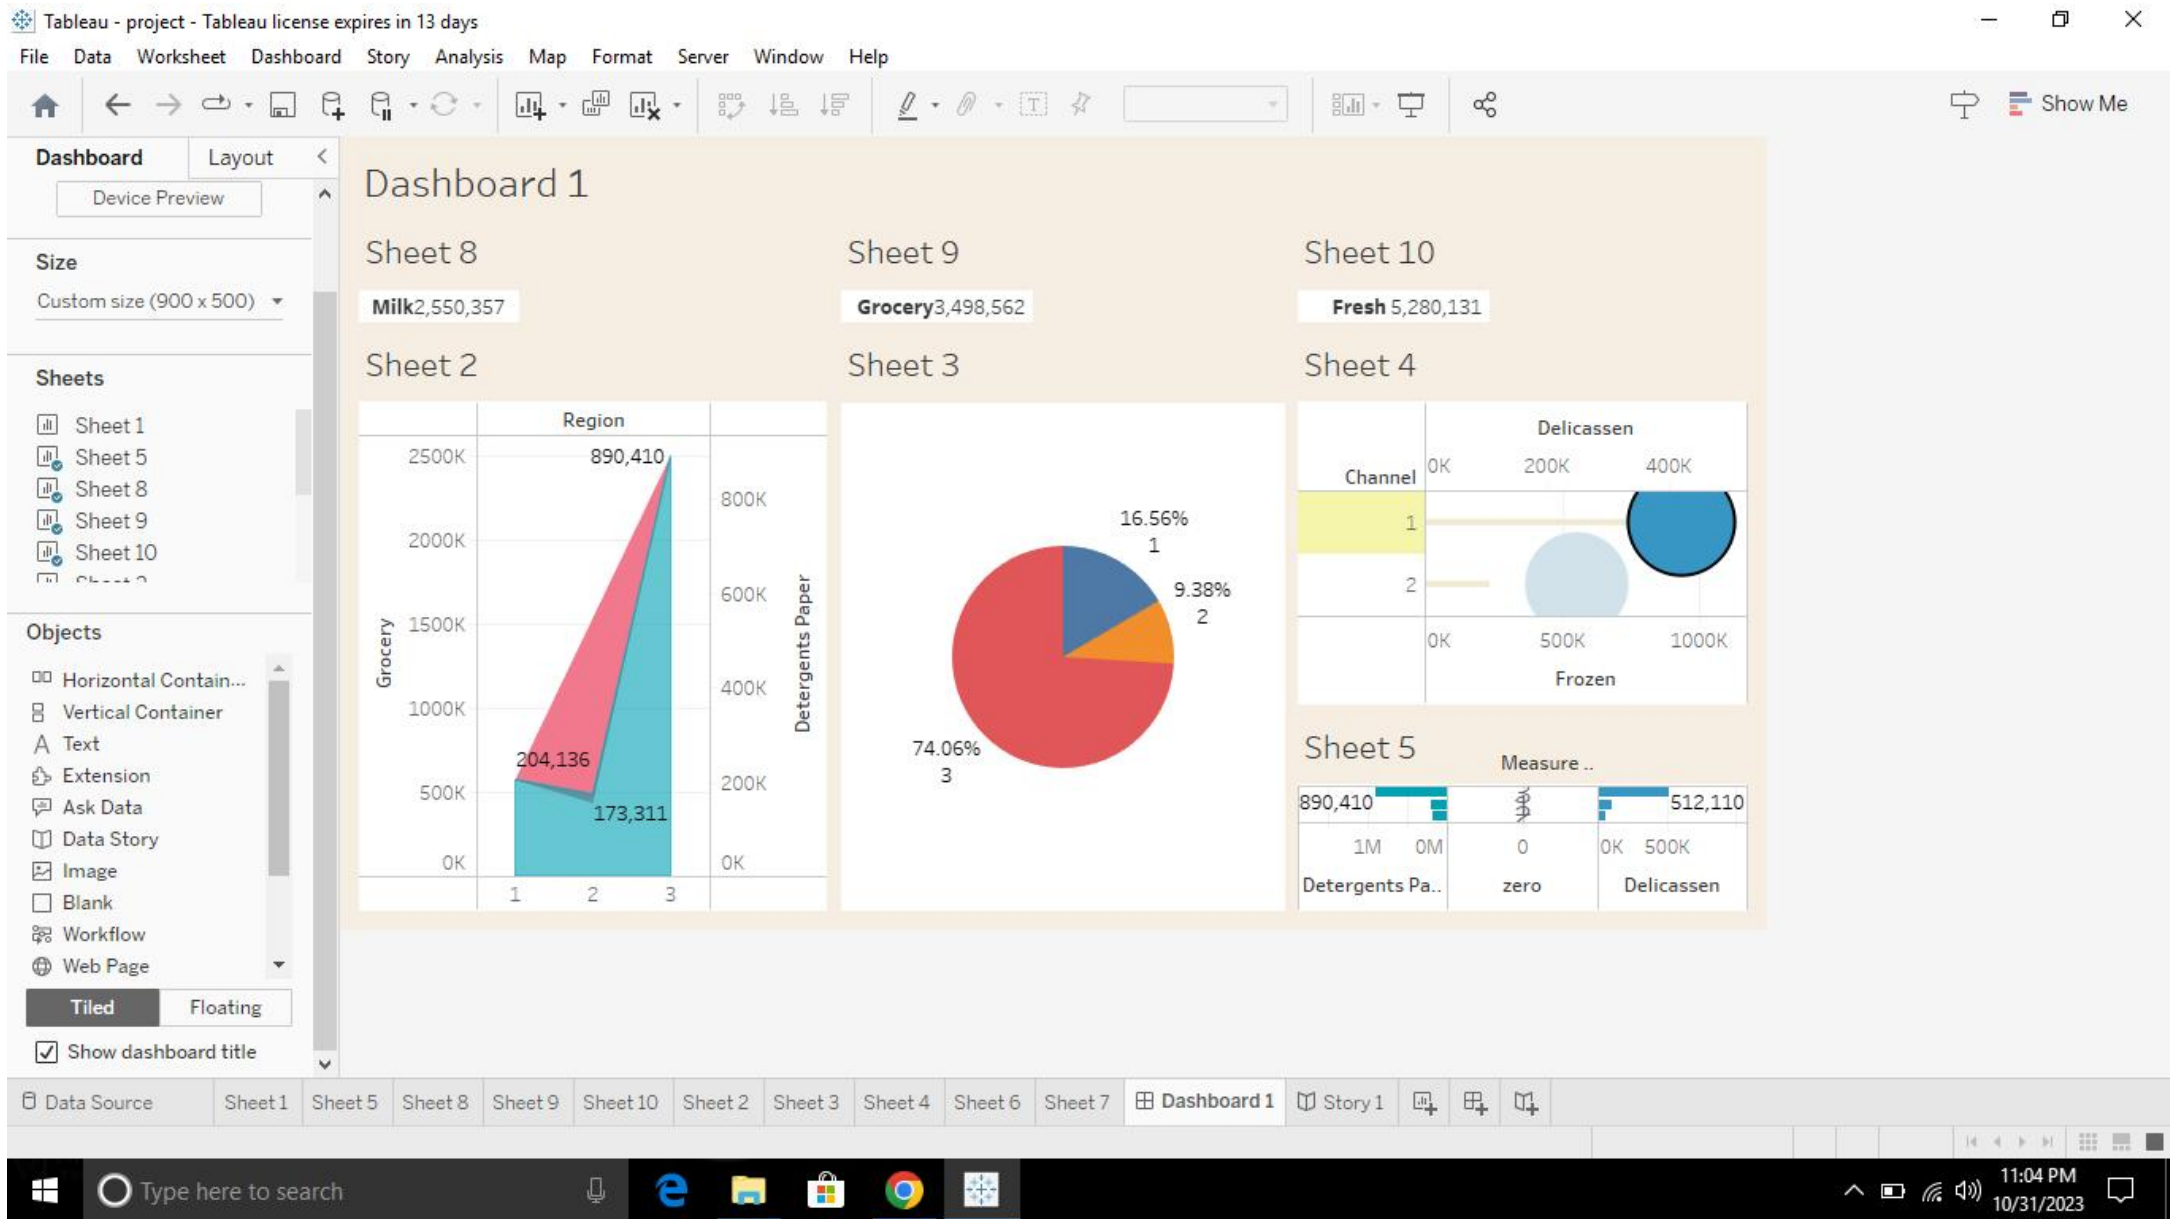 Tableau - project - Tableau license expires in 13 days
File Data Worksheet Dashboard Story Analysis Map Format Server Window Help
Show Me
Dashboard Layout
Device Preview
Size
Custom size (900 x 500)
Sheets
Sheet 1
Sheet 5
Sheet 8
Sheet 9
Sheet 10
Objects
Horizontal Contain...
Vertical Container
Text
Extension
Ask Data
Data Story
Image
Blank
Workflow
Web Page
Tiled Floating
Show dashboard title
Dashboard 1
Sheet 8
Milk2,550,357
Sheet 9
Grocery3,498,562
Sheet 10
Fresh 5,280,131
Sheet 2
Region
Grocery
2500K
2000K
1500K
1000K
500K
0K
890,410
204,136
173,311
800K
600K
400K
200K
0K
Detergents Paper
1 2 3
Sheet 3
16.56%
1
9.38%
2
74.06%
3
Sheet 4
Delicassen
0K 200K 400K
Channel
1
2
0K 500K 1000K
Frozen
Sheet 5
Measure ..
890,410
512,110
1M 0M 0 0K 500K
Detergents Pa.. zero Delicassen
Data Source Sheet 1 Sheet 5 Sheet 8 Sheet 9 Sheet 10 Sheet 2 Sheet 3 Sheet 4 Sheet 6 Sheet 7 Dashboard 1 Story 1
Type here to search
11:04 PM
10/31/2023